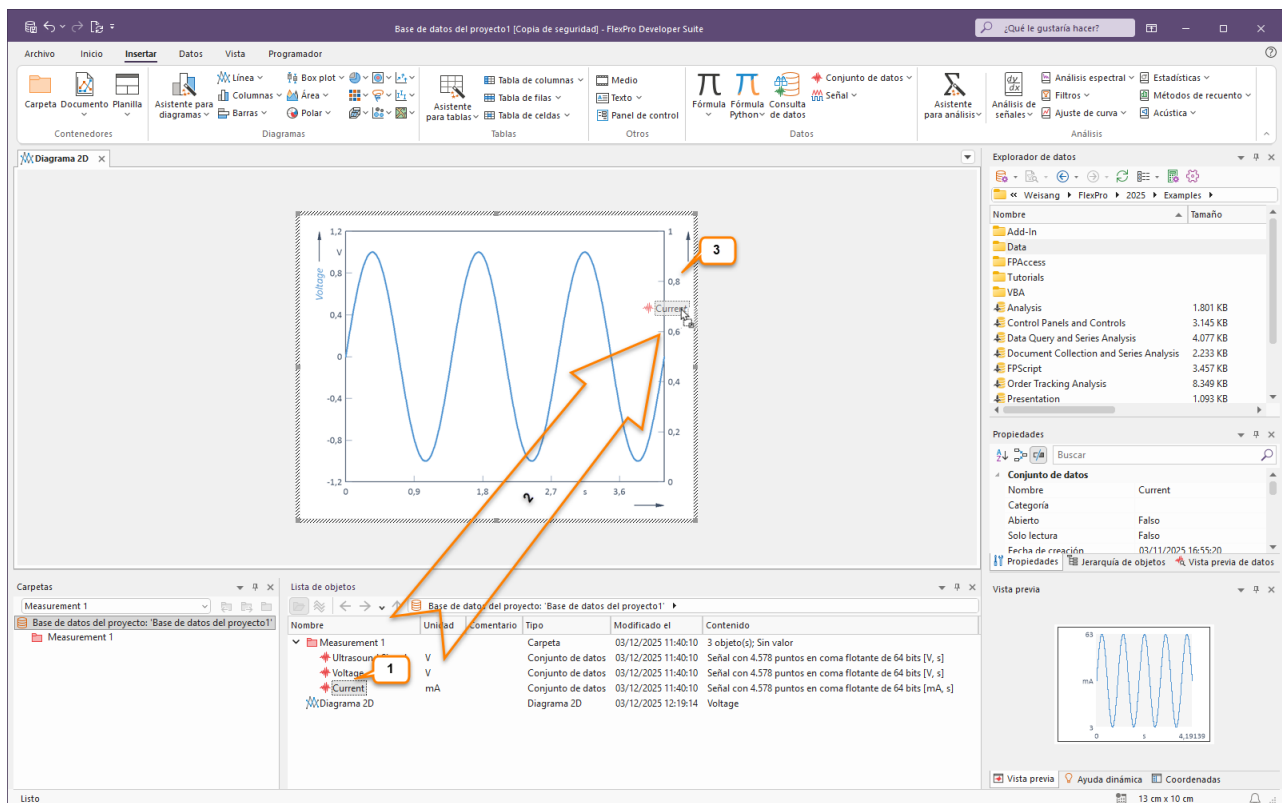 Base de datos del proyecto1 [Copia de seguridad] - FlexPro Developer Suite
¿Qué le gustaría hacer?
Archivo Inicio Insertar Datos Vista Programador
Carpeta Documento Planilla
Contenedores
Asistente para diagramas
Línea Box plot
Columnas Área
Barras Polar
Diagramas
Asistente para tablas
Tabla de columnas
Tabla de filas
Tabla de celdas
Tablas
Medio
Texto
Panel de control
Otros
Fórmula Fórmula Python Consulta de datos
Conjunto de datos
Señal
Datos
Asistente para análisis
Análisis de señales
Análisis espectral Estadísticas
Filtros Métodos de recuento
Ajuste de curva Acústica
Análisis
Diagrama 2D
1,2
V
0,8
0,4
0
-0,4
-0,8
-1,2
Voltage
0 0,9 1,8 2,7 s 3,6
1
0,8
0,6
0,4
0,2
0
Current
3
2
1
Explorador de datos
« Weisang FlexPro 2025 Examples
Nombre Tamaño
Add-In
Data
FPAccess
Tutorials
VBA
Analysis 1.801 KB
Control Panels and Controls 3.145 KB
Data Query and Series Analysis 4.077 KB
Document Collection and Series Analysis 2.233 KB
FPScript 3.457 KB
Order Tracking Analysis 8.349 KB
Presentation 1.093 KB
Propiedades
Buscar
Conjunto de datos
Nombre Current
Categoría
Abierto Falso
Solo lectura Falso
Fecha de creación 03/11/2025 16:55:20
Propiedades Jerarquía de objetos Vista previa de datos
Carpetas
Measurement 1
Base de datos del proyecto: 'Base de datos del proyecto1'
Measurement 1
Lista de objetos
Base de datos del proyecto: 'Base de datos del proyecto1'
Nombre Unidad Comentario Tipo Modificado el Contenido
Measurement 1 Carpeta 03/12/2025 11:40:10 3 objeto(s); Sin valor
Ultrasound V Conjunto de datos 03/12/2025 11:40:10 Señal con 4.578 puntos en coma flotante de 64 bits [V, s]
Voltage V Conjunto de datos 03/12/2025 11:40:10 Señal con 4.578 puntos en coma flotante de 64 bits [V, s]
Current mA Conjunto de datos 03/12/2025 11:40:10 Señal con 4.578 puntos en coma flotante de 64 bits [mA, s]
Diagrama 2D Diagrama 2D 03/12/2025 12:19:14 Voltage
Vista previa
63
mA
3
0 s 4,19139
Vista previa Ayuda dinámica Coordenadas
Listo
13 cm x 10 cm